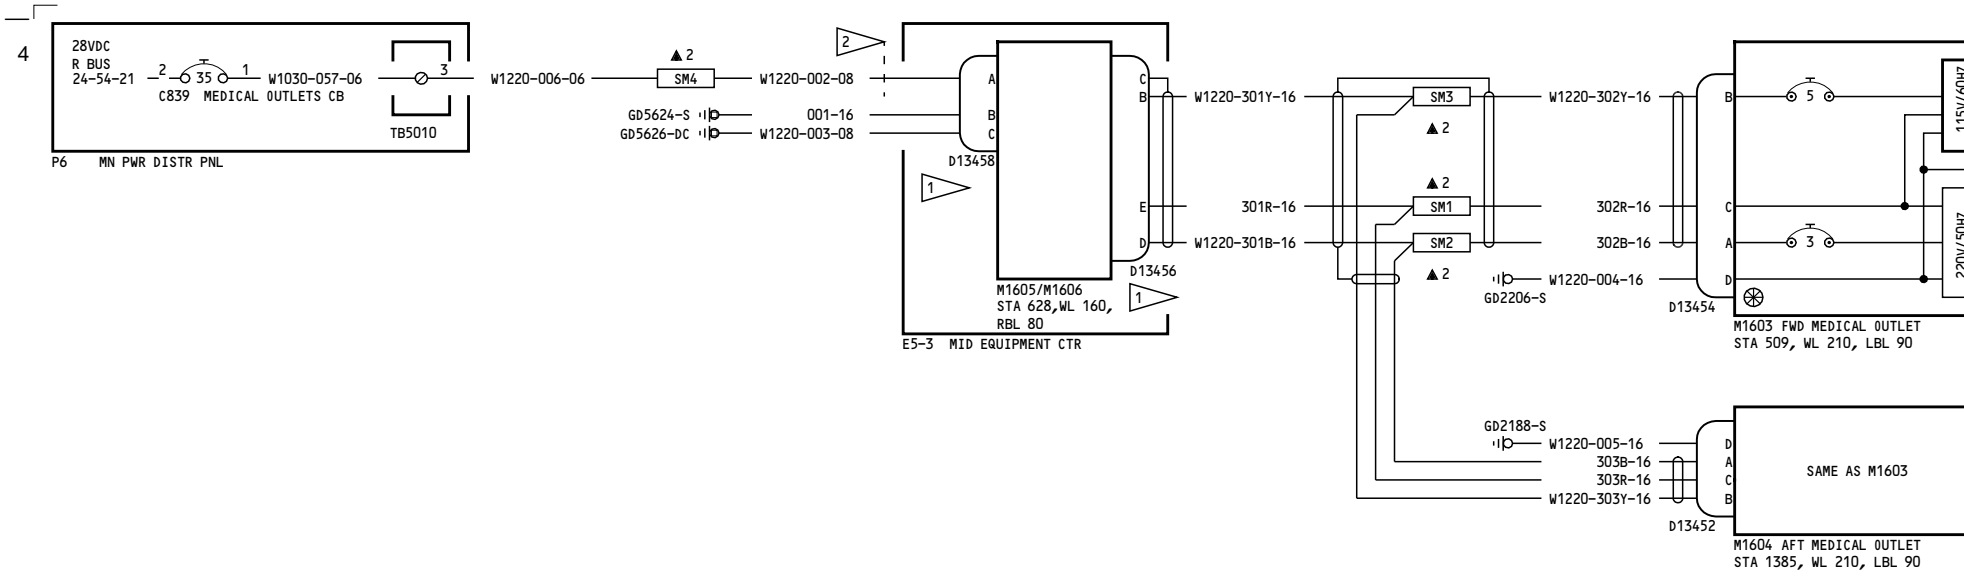 4
28VDC
R BUS
24-54-21
2
35
1
W1030-057-06
C839 MEDICAL OUTLETS CB
3
TB5010
P6 MN PWR DISTR PNL
W1220-006-06
2
SM4
W1220-002-08
2
GD5624-S
001-16
GD5626-DC
W1220-003-08
A
B
C
D13458
1
C
B
E
D
D13456
1
M1605/M1606
STA 628,WL 160,
RBL 80
E5-3 MID EQUIPMENT CTR
W1220-301Y-16
SM3
2
W1220-302Y-16
2
301R-16
SM1
302R-16
W1220-301B-16
SM2
302B-16
2
GD2206-S
W1220-004-16
B
C
A
D
D13454
5
3
115V/60HZ
220V/50HZ
M1603 FWD MEDICAL OUTLET
STA 509, WL 210, LBL 90
GD2188-S
W1220-005-16
303B-16
303R-16
W1220-303Y-16
D
A
C
B
D13452
SAME AS M1603
M1604 AFT MEDICAL OUTLET
STA 1385, WL 210, LBL 90